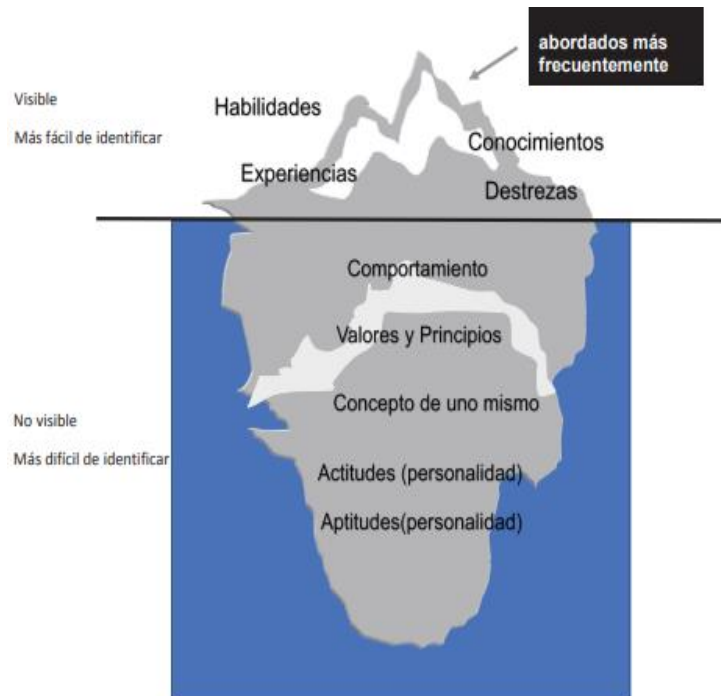 abordados más
frecuentemente
Visible
Más fácil de identificar
Habilidades
Conocimientos
Experiencias
Destrezas
Comportamiento
Valores y Principios
Concepto de uno mismo
No visible
Más difícil de identificar
Actitudes (personalidad)
Aptitudes(personalidad)